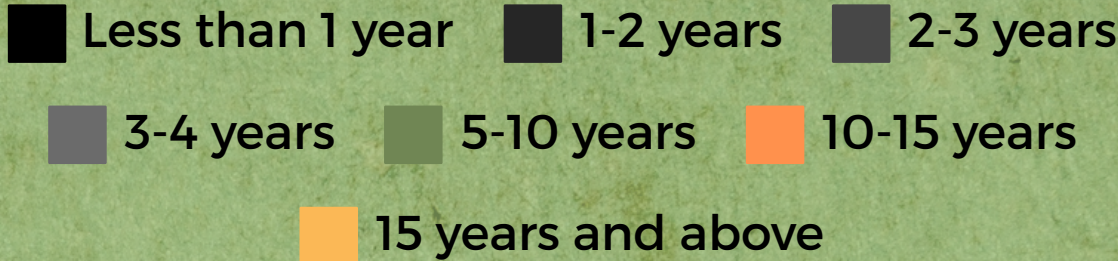 Less than 1 year 1-2 years 2-3 years
3-4 years 5-10 years 10-15 years
15 years and above